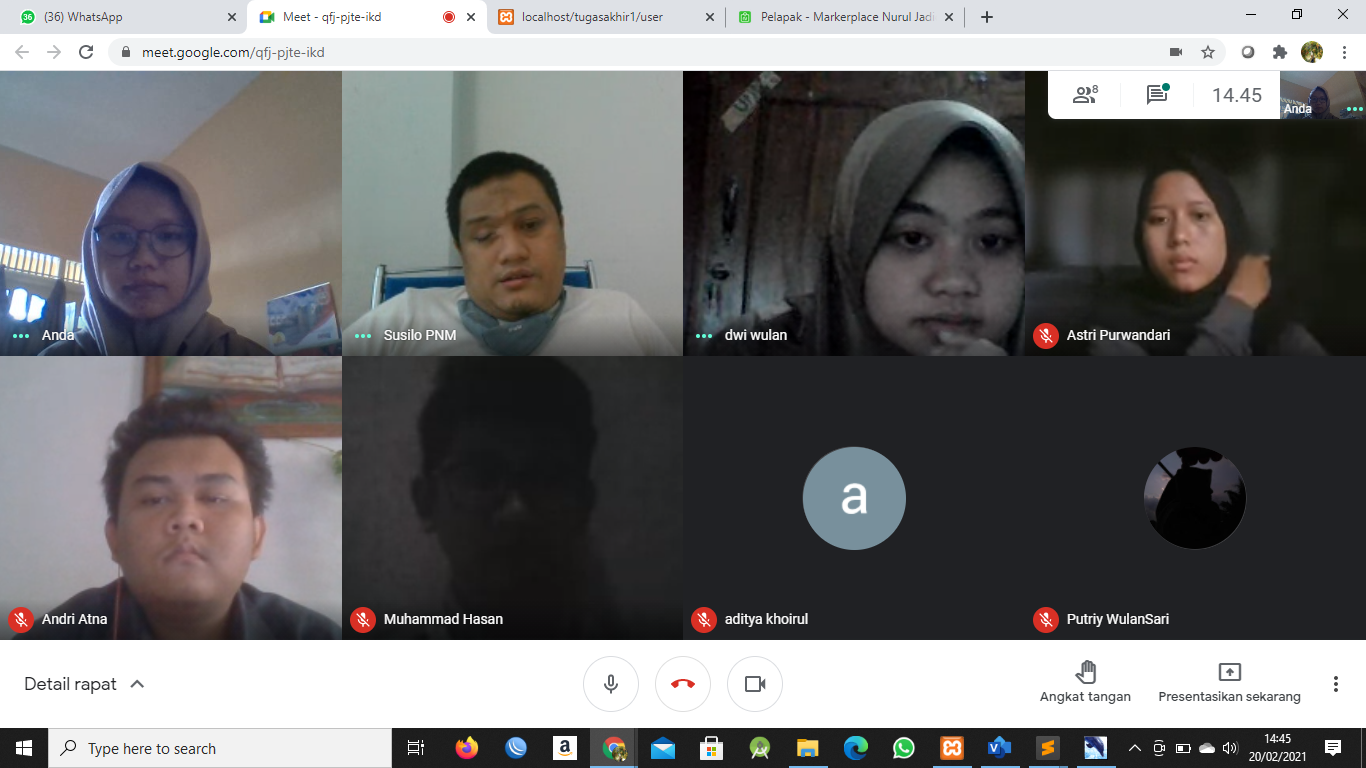 (36) WhatsApp
Meet - qfj-pjte-ikd
localhost/tugasakhir1/user
Pelapak - Markerplace Nurul Jadi
meet.google.com/qfj-pjte-ikd
8
14.45
Anda
Anda
Susilo PNM
dwi wulan
Astri Purwandari
Andri Atna
Muhammad Hasan
a
aditya khoirul
Putriy WulanSari
Detail rapat
Angkat tangan
Presentasikan sekarang
Type here to search
14:45
20/02/2021